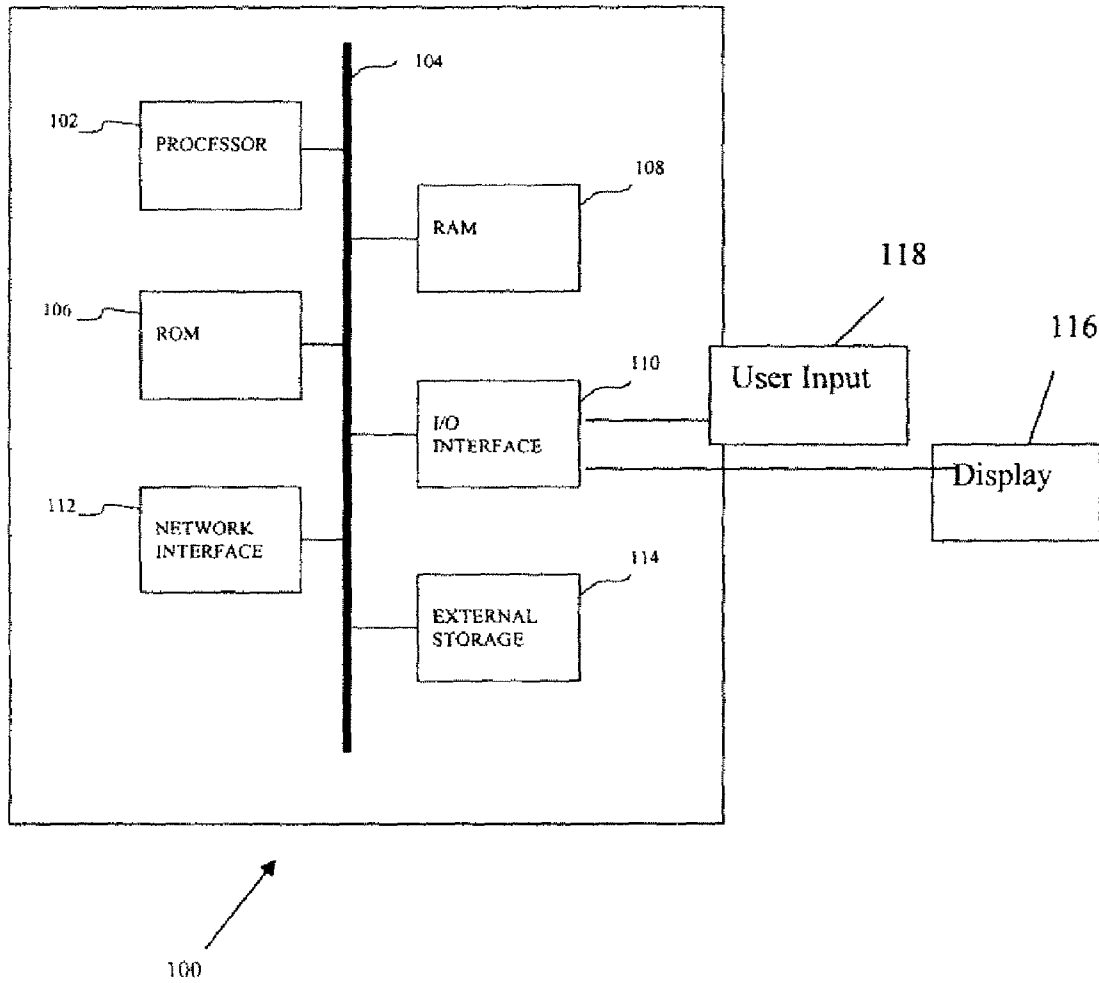 104
102
PROCESSOR
108
RAM
118
106
ROM
116
110
User Input
I/O
INTERFACE
Display
112
NETWORK
INTERFACE
114
EXTERNAL
STORAGE
100